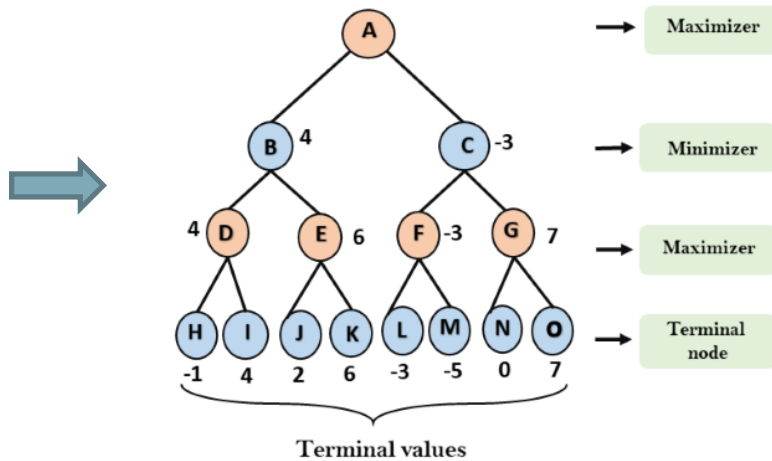 A
Maximizer
B
4
C
-3
Minimizer
4
D
E
6
F
-3
G
7
Maximizer
H
I
J
K
L
M
N
O
Terminal
node
-1
4
2
6
-3
-5
0
7
Terminal values